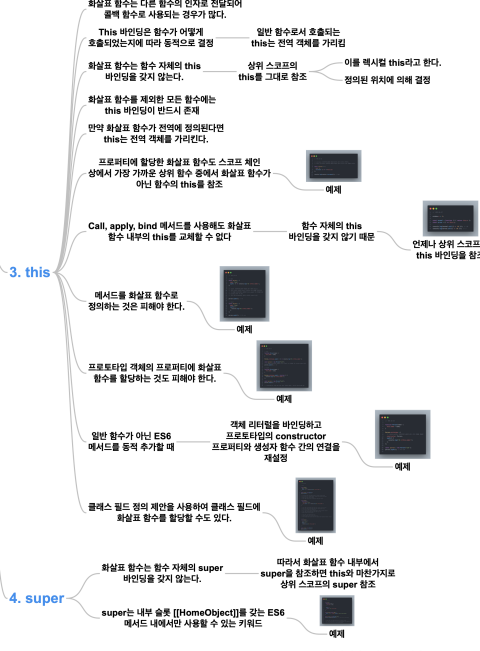 화살표 함수는 다른 함수의 인자로 전달되어
콜백 함수로 사용되는 경우가 많다.
This 바인딩은 함수가 어떻게
호출되었는지에 따라 동적으로 결정
일반 함수로서 호출되는
this는 전역 객체를 가리킴
화살표 함수는 함수 자체의 this
바인딩을 갖지 않는다.
상위 스코프의
this를 그대로 참조
이를 렉시컬 this라고 한다.
정의된 위치에 의해 결정
화살표 함수를 제외한 모든 함수에는
this 바인딩이 반드시 존재
만약 화살표 함수가 전역에 정의된다면
this는 전역 객체를 가리킨다.
프로퍼티에 할당한 화살표 함수도 스코프 체인
상에서 가장 가까운 상위 함수 중에서 화살표 함수가
아닌 함수의 this를 참조
예제
Call, apply, bind 메서드를 사용해도 화살표
함수 내부의 this를 교체할 수 없다
함수 자체의 this
바인딩을 갖지 않기 때문
언제나 상위 스코프
this 바인딩을 참조
3. this
메서드를 화살표 함수로
정의하는 것은 피해야 한다.
예제
프로토타입 객체의 프로퍼티에 화살표
함수를 할당하는 것도 피해야 한다.
예제
일반 함수가 아닌 ES6
메서드를 동적 추가할 때
객체 리터럴을 바인딩하고
프로토타입의 constructor
프로퍼티와 생성자 함수 간의 연결을
재설정
예제
클래스 필드 정의 제안을 사용하여 클래스 필드에
화살표 함수를 할당할 수도 있다.
예제
4. super
화살표 함수는 함수 자체의 super
바인딩을 갖지 않는다.
따라서 화살표 함수 내부에서
super을 참조하면 this와 마찬가지로
상위 스코프의 super 참조
super는 내부 슬롯 [[HomeObject]]를 갖는 ES6
메서드 내에서만 사용할 수 있는 키워드
예제